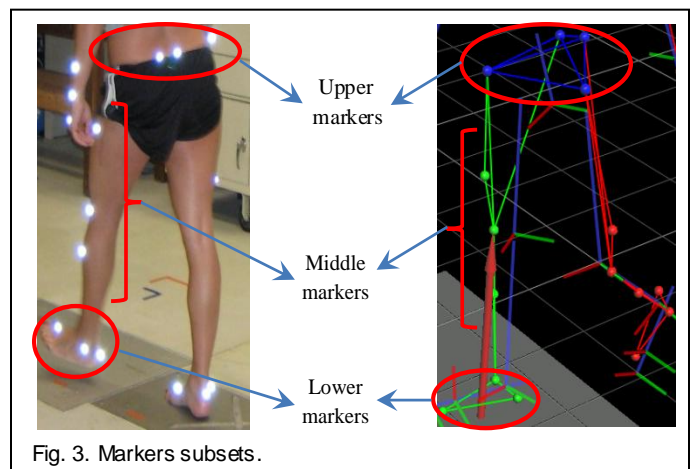 Upper
markers
Middle
markers
Lower
markers
Fig. 3. Markers subsets.